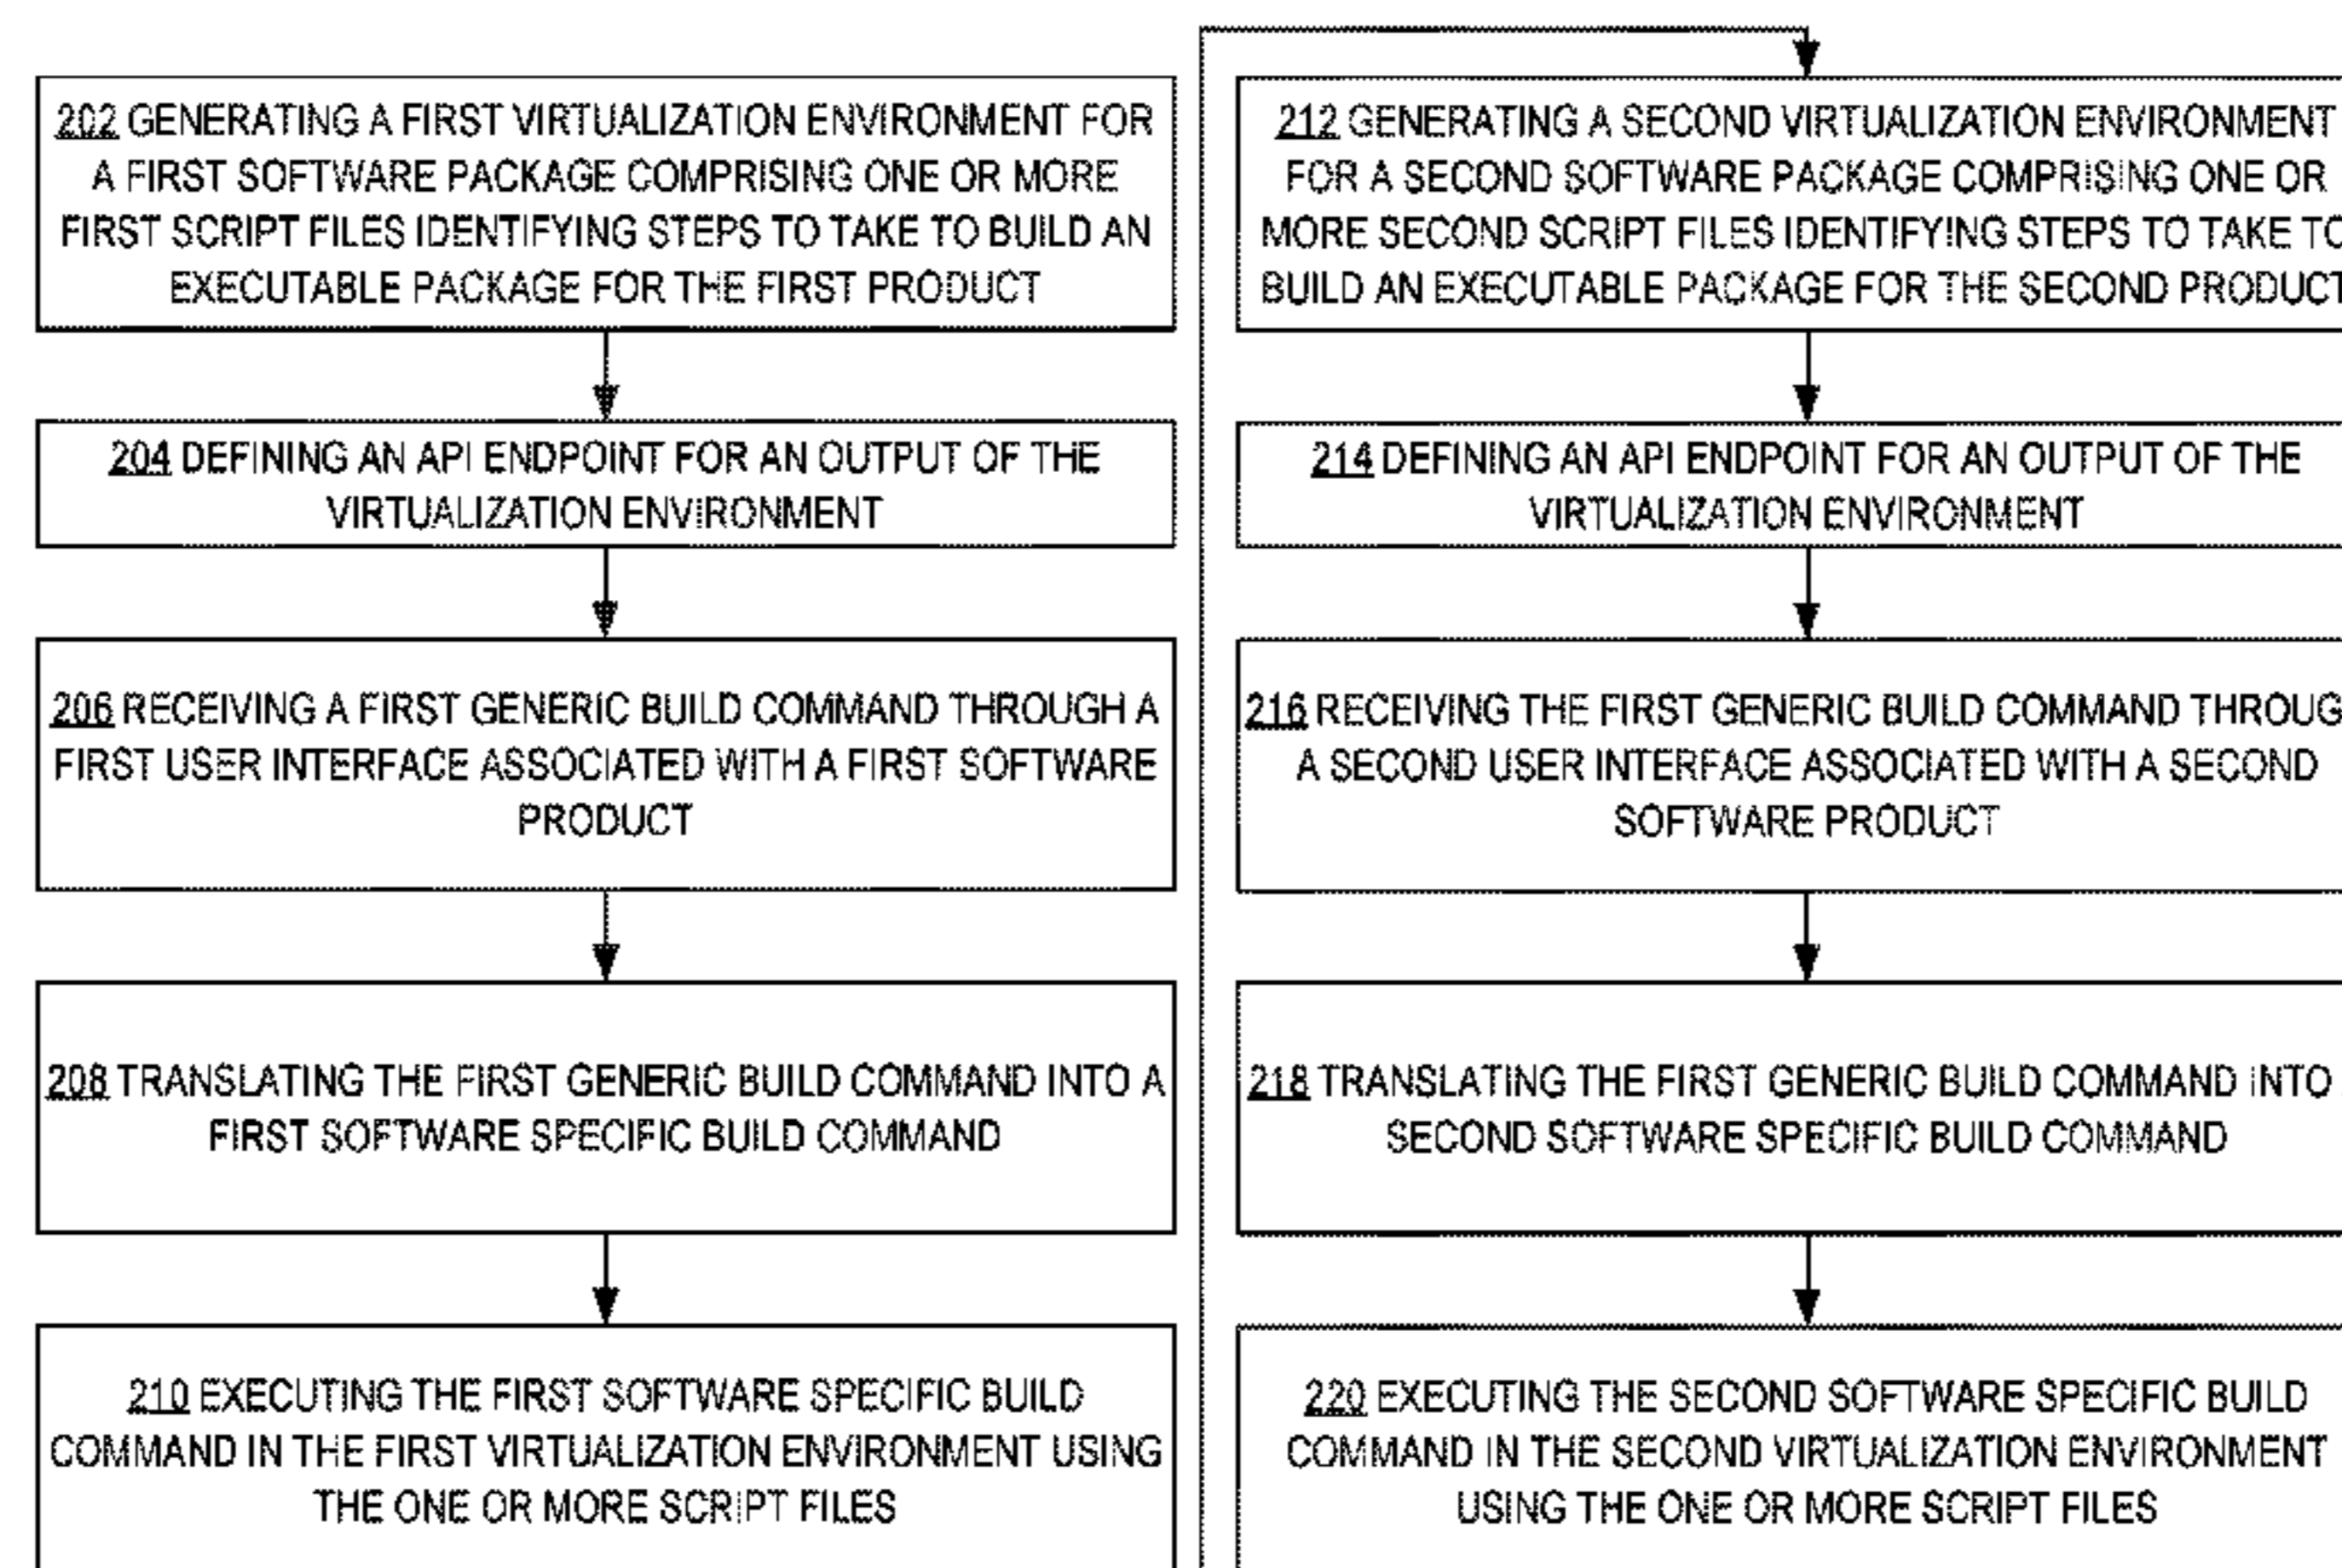 202 GENERATING A FIRST VIRTUALIZATION ENVIRONMENT FOR
A FIRST SOFTWARE PACKAGE COMPRISING ONE OR MORE
FIRST SCRIPT FILES IDENTIFYING STEPS TO TAKE TO BUILD AN
EXECUTABLE PACKAGE FOR THE FIRST PRODUCT
204 DEFINING AN API ENDPOINT FOR AN OUTPUT OF THE
VIRTUALIZATION ENVIRONMENT
206 RECEIVING A FIRST GENERIC BUILD COMMAND THROUGH A
FIRST USER INTERFACE ASSOCIATED WITH A FIRST SOFTWARE
PRODUCT
208 TRANSLATING THE FIRST GENERIC BUILD COMMAND INTO A
FIRST SOFTWARE SPECIFIC BUILD COMMAND
210 EXECUTING THE FIRST SOFTWARE SPECIFIC BUILD
COMMAND IN THE FIRST VIRTUALIZATION ENVIRONMENT USING
THE ONE OR MORE SCRIPT FILES
212 GENERATING A SECOND VIRTUALIZATION ENVIRONMENT
FOR A SECOND SOFTWARE PACKAGE COMPRISING ONE OR
MORE SECOND SCRIPT FILES IDENTIFYING STEPS TO TAKE TO
BUILD AN EXECUTABLE PACKAGE FOR THE SECOND PRODUCT
214 DEFINING AN API ENDPOINT FOR AN OUTPUT OF THE
VIRTUALIZATION ENVIRONMENT
216 RECEIVING THE FIRST GENERIC BUILD COMMAND THROUG
A SECOND USER INTERFACE ASSOCIATED WITH A SECOND
SOFTWARE PRODUCT
218 TRANSLATING THE FIRST GENERIC BUILD COMMAND INTO
SECOND SOFTWARE SPECIFIC BUILD COMMAND
220 EXECUTING THE SECOND SOFTWARE SPECIFIC BUILD
COMMAND IN THE SECOND VIRTUALIZATION ENVIRONMENT
USING THE ONE OR MORE SCRIPT FILES